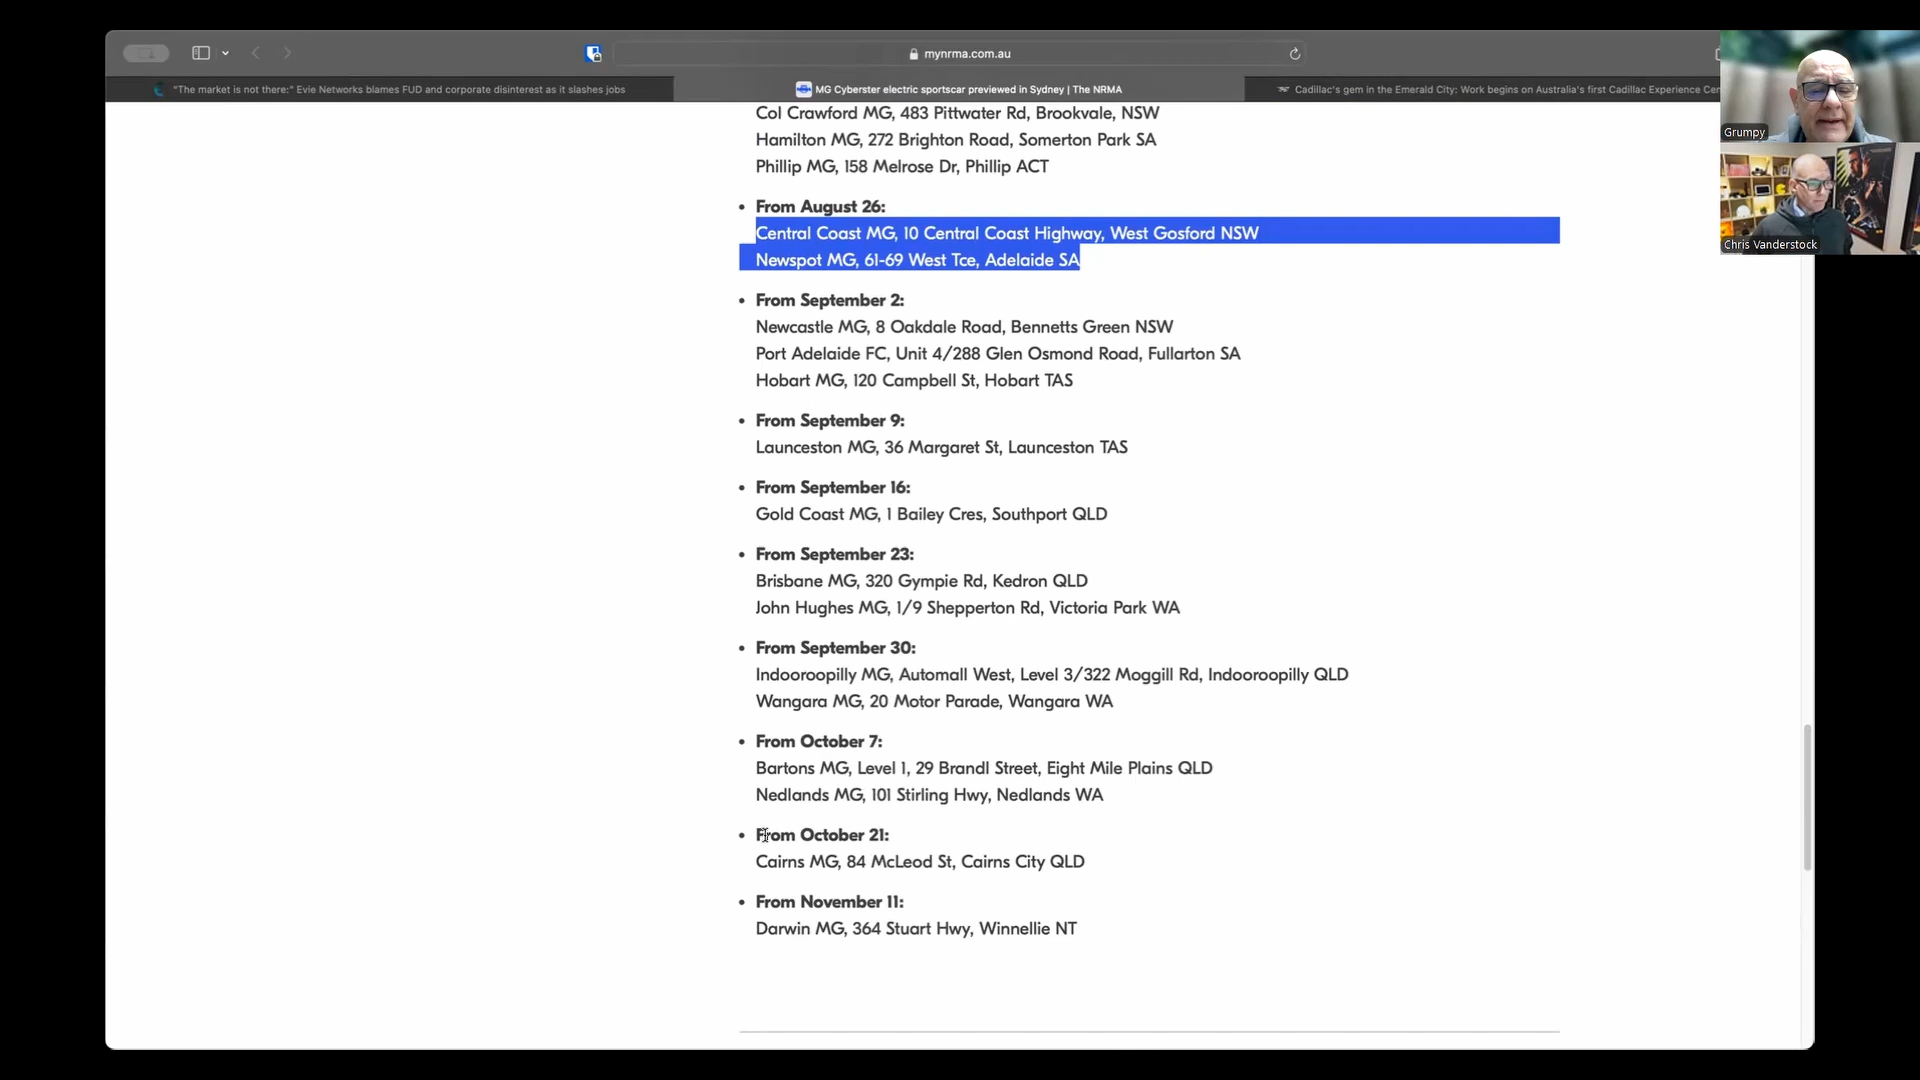 mynrma.com.au
"The market is not there:" Evie Networks blames FUD and corporate disinterest as it slashes jobs
MG Cyberster electric sportscar previewed in Sydney | The NRMA
Cadillac's gem in the Emerald City: Work begins on Australia's first Cadillac Experience Cen
Grumpy
Chris Vanderstock
Col Crawford MG, 483 Pittwater Rd, Brookvale, NSW
Hamilton MG, 272 Brighton Road, Somerton Park SA
Phillip MG, 158 Melrose Dr, Phillip ACT
• From August 26:
Central Coast MG, 10 Central Coast Highway, West Gosford NSW
Newspot MG, 61-69 West Tce, Adelaide SA
• From September 2:
Newcastle MG, 8 Oakdale Road, Bennetts Green NSW
Port Adelaide FC, Unit 4/288 Glen Osmond Road, Fullarton SA
Hobart MG, 120 Campbell St, Hobart TAS
• From September 9:
Launceston MG, 36 Margaret St, Launceston TAS
• From September 16:
Gold Coast MG, 1 Bailey Cres, Southport QLD
• From September 23:
Brisbane MG, 320 Gympie Rd, Kedron QLD
John Hughes MG, 1/9 Shepperton Rd, Victoria Park WA
• From September 30:
Indooroopilly MG, Automall West, Level 3/322 Moggill Rd, Indooroopilly QLD
Wangara MG, 20 Motor Parade, Wangara WA
• From October 7:
Bartons MG, Level 1, 29 Brandl Street, Eight Mile Plains QLD
Nedlands MG, 101 Stirling Hwy, Nedlands WA
• From October 21:
Cairns MG, 84 McLeod St, Cairns City QLD
• From November 11:
Darwin MG, 364 Stuart Hwy, Winnellie NT